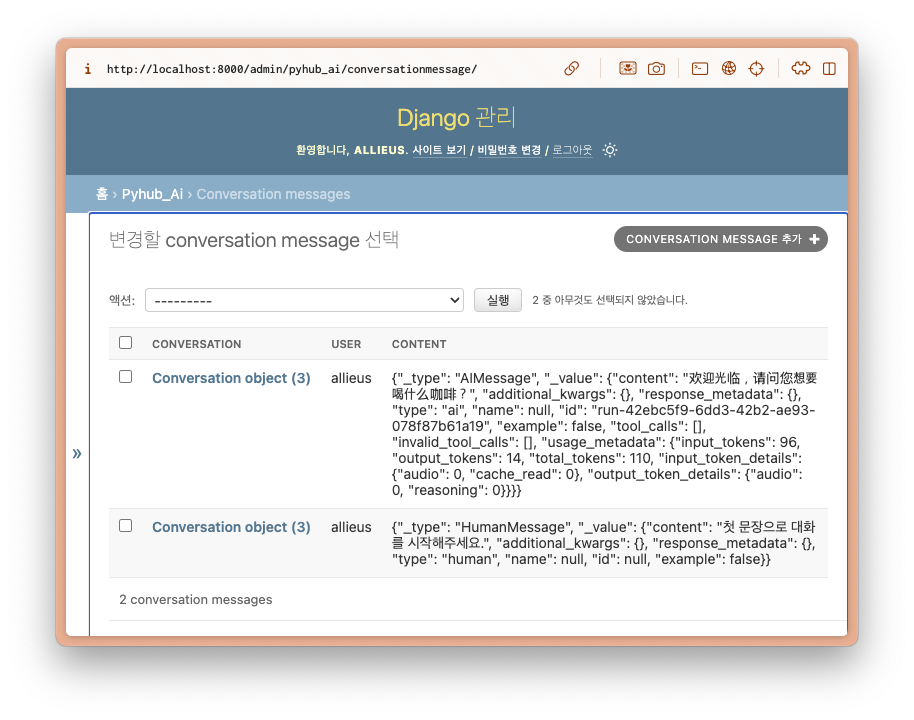 http://localhost:8000/admin/pyhub_ai/conversationmessage/
Django 관리
환영합니다, ALLIEUS. 사이트 보기 / 비밀번호 변경 / 로그아웃
홈 › Pyhub_Ai › Conversation messages
변경할 conversation message 선택
CONVERSATION MESSAGE 추가 +
액션: --------- 실행 2 중 아무것도 선택되지 않았습니다.
CONVERSATION USER CONTENT
Conversation object (3) allieus {"_type": "AIMessage", "_value": {"content": "欢迎光临，请问您想要
喝什么咖啡？", "additional_kwargs": {}, "response_metadata": {},
"type": "ai", "name": null, "id": "run-42ebc5f9-6dd3-42b2-ae93-
078f87b61a19", "example": false, "tool_calls": [],
"invalid_tool_calls": [], "usage_metadata": {"input_tokens": 96,
"output_tokens": 14, "total_tokens": 110, "input_token_details":
{"audio": 0, "cache_read": 0}, "output_token_details": {"audio":
0, "reasoning": 0}}}}
Conversation object (3) allieus {"_type": "HumanMessage", "_value": {"content": "첫 문장으로 대화
를 시작해주세요.", "additional_kwargs": {}, "response_metadata": {},
"type": "human", "name": null, "id": null, "example": false}}
»
2 conversation messages